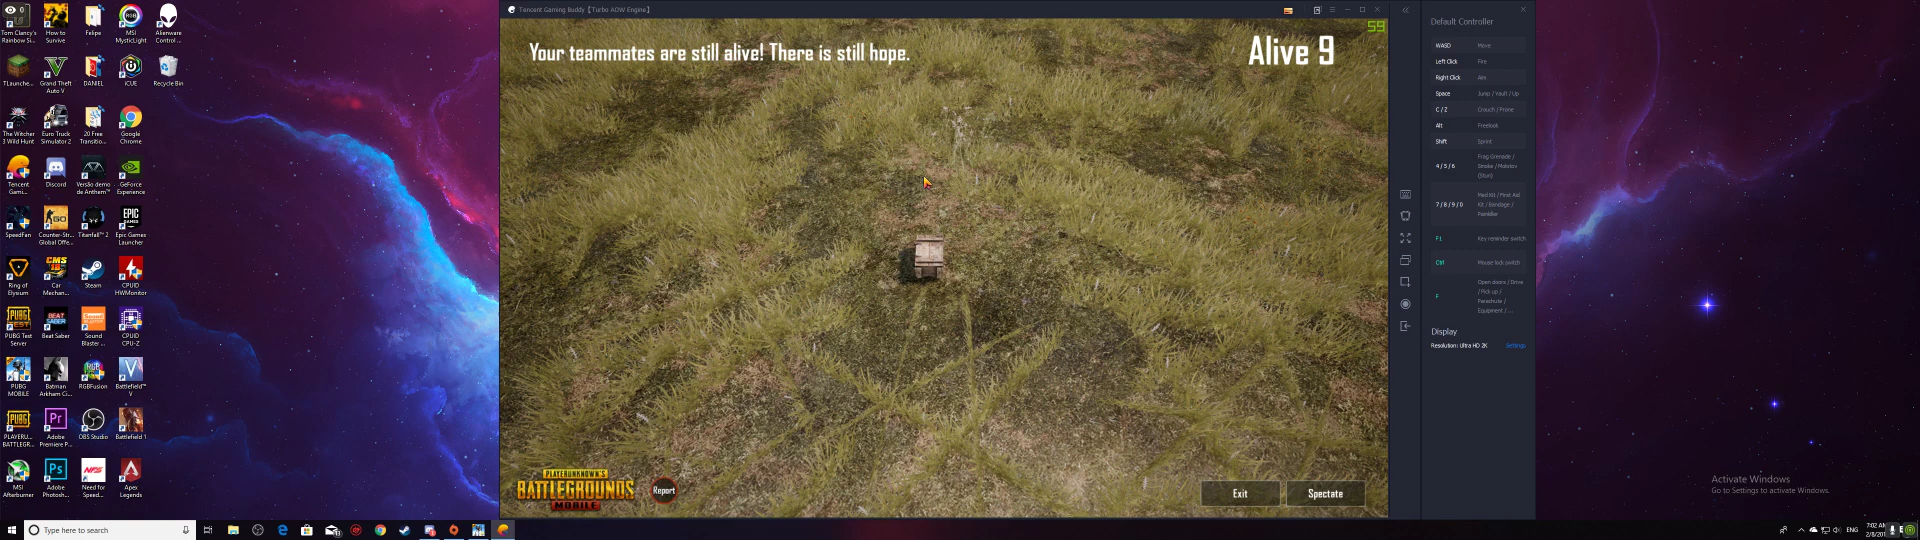 Tom Clancy's
Rainbow Si...
How to
Survive
Felipe
MSI
MysticLight
Alienware
Control ...
TLaunche...
Grand Theft
Auto V
DANIEL
iCUE
Recycle Bin
The Witcher
3 Wild Hunt
Euro Truck
Simulator 2
20 Free
Transitio...
Google
Chrome
Tencent
Gami...
Discord
Versão demo
de Anthem™
GeForce
Experience
SpeedFan
Counter-Str...
Global Offe...
Titanfall™ 2
Epic Games
Launcher
Ring of
Elysium
Car
Mechan...
Steam
CPUID
HWMonitor
PUBG Test
Server
Beat Saber
Sound
Blaster ...
CPUID
CPU-Z
PUBG
MOBILE
Batman
Arkham Ci...
RGBFusion
Battlefield™
V
PLAYERU...
BATTLEGR...
Adobe
Premiere P...
OBS Studio
Battlefield 1
MSI
Afterburner
Adobe
Photosh...
Need for
Speed...
Apex
Legends
Tencent Gaming Buddy【Turbo AOW Engine】
59
Your teammates are still alive! There is still hope.
Alive 9
PLAYERUNKNOWN'S
BATTLEGROUNDS
MOBILE
Report
Exit
Spectate
Default Controller
WASD Move
Left Click Fire
Right Click Aim
Space Jump / Vault / Up
C / Z Crouch / Prone
Alt Freelook
Shift Sprint
4 / 5 / 6 Frag Grenade /
Smoke / Molotov
(Stun)
7 / 8 / 9 / 0 Med Kit / First Aid
Kit / Bandage /
Painkiller
F1 Key reminder switch
Ctrl Mouse lock switch
F Open doors / Drive
/ Pick up /
Parachute /
Equipment / ...
Display
Resolution: Ultra HD 2K Settings
Activate Windows
Go to Settings to activate Windows.
Type here to search
ENG
7:02 AM